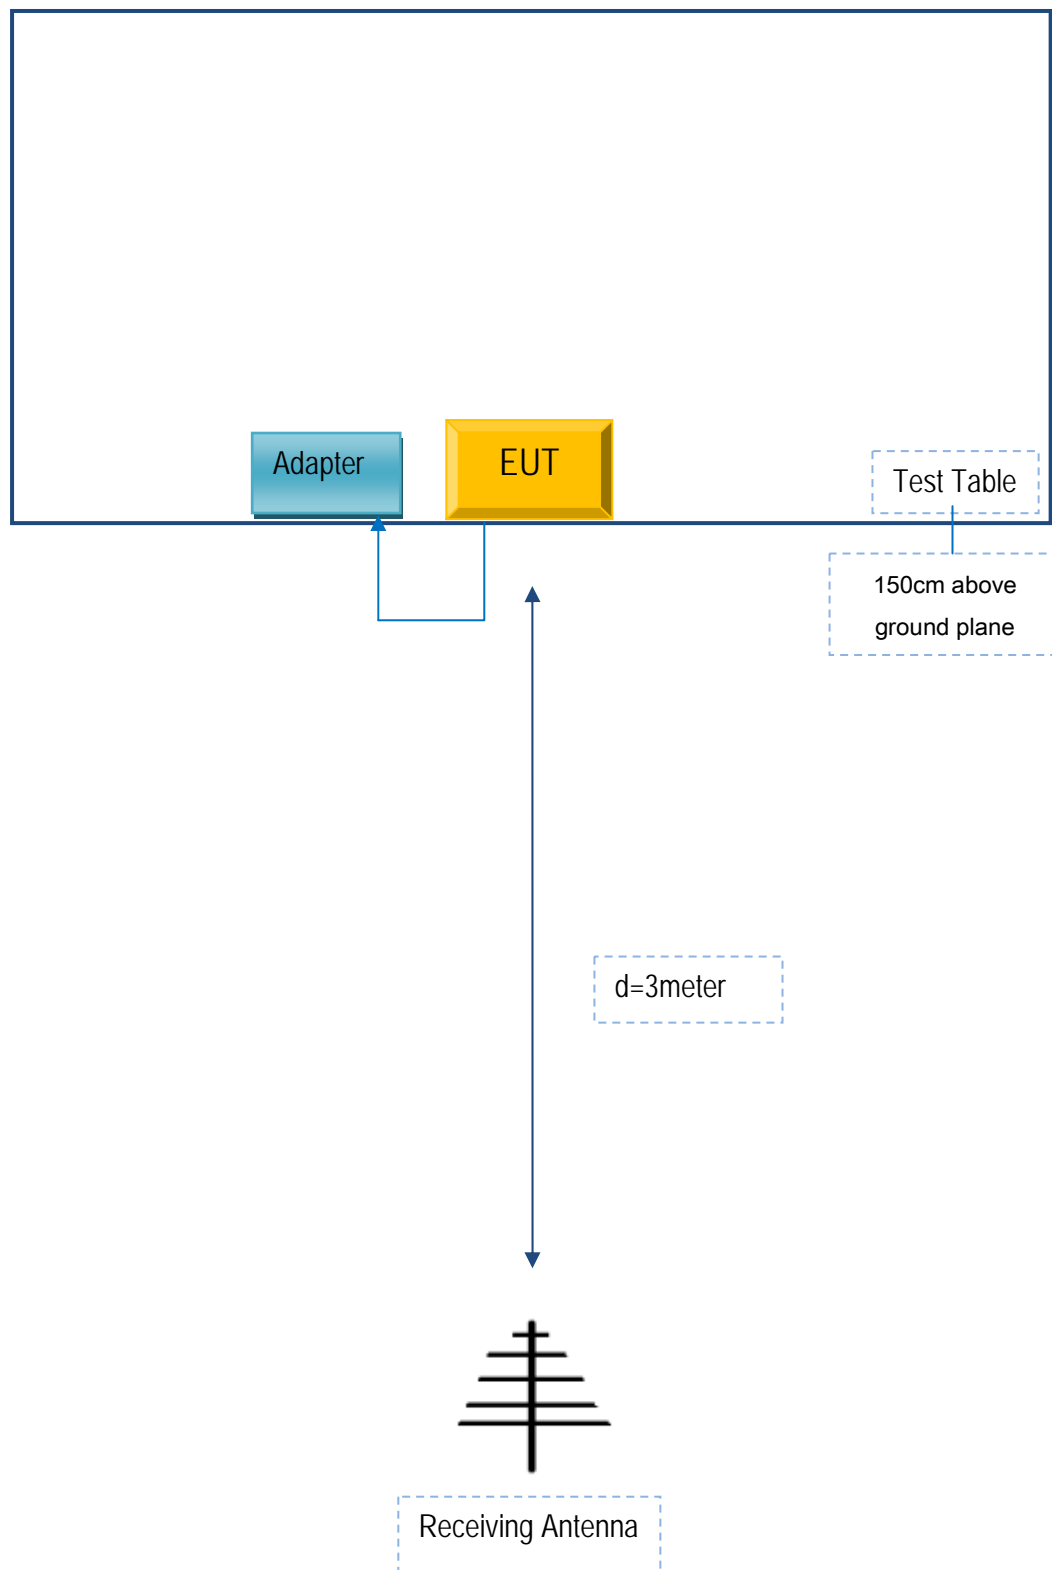 Adapter
EUT
Test Table
150cm above
ground plane
d=3meter
Receiving Antenna